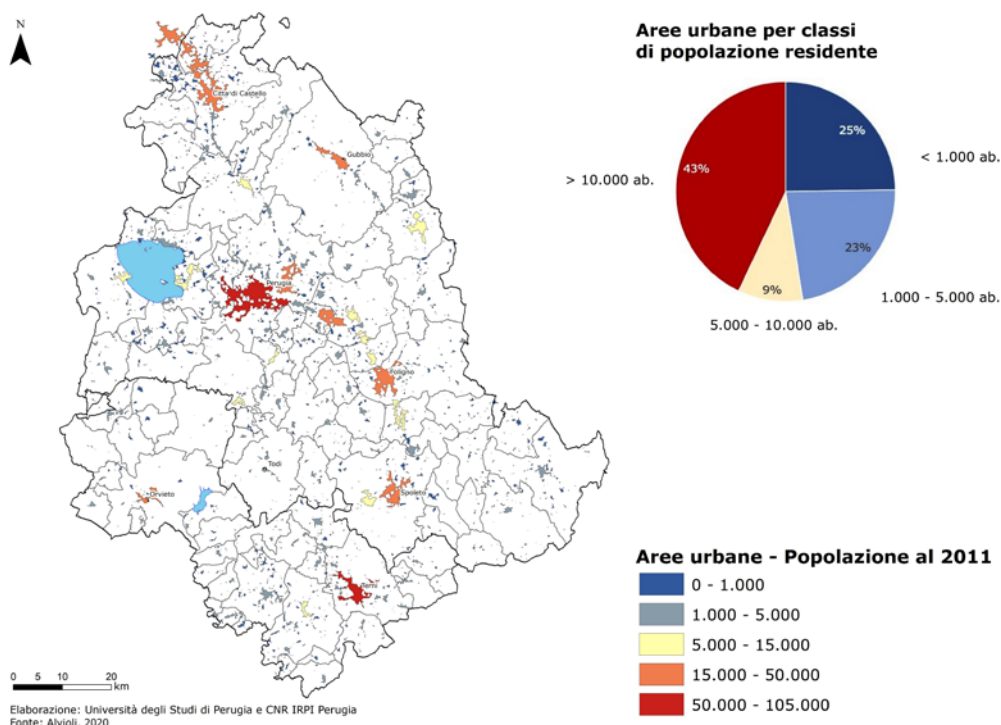 N
Città di Castello
Gubbio
Perugia
Foligno
Todi
Orvieto
Spoleto
Terni
0 5 10 20
km
Elaborazione: Università degli Studi di Perugia e CNR IRPI Perugia
Fonte: Alvioli, 2020
Aree urbane per classi
di popolazione residente
25%
43%
< 1.000 ab.
> 10.000 ab.
23%
9%
1.000 - 5.000 ab.
5.000 - 10.000 ab.
Aree urbane - Popolazione al 2011
0 - 1.000
1.000 - 5.000
5.000 - 15.000
15.000 - 50.000
50.000 - 105.000